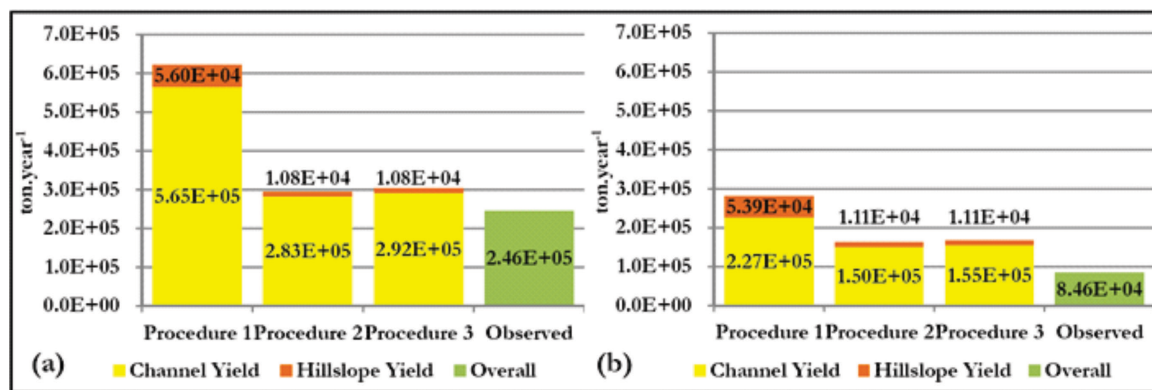 7.0E+05
6.0E+05
5.0E+05
4.0E+05
3.0E+05
2.0E+05
1.0E+05
0.0E+00
ton.year-1
5.60E+04
5.65E+05
1.08E+04
2.83E+05
1.08E+04
2.92E+05
2.46E+05
Procedure 1 Procedure 2 Procedure 3 Observed
(a) Channel Yield Hillslope Yield Overall
7.0E+05
6.0E+05
5.0E+05
4.0E+05
3.0E+05
2.0E+05
1.0E+05
0.0E+00
ton.year-1
5.39E+04
2.27E+05
1.11E+04
1.50E+05
1.11E+04
1.55E+05
8.46E+04
Procedure 1 Procedure 2 Procedure 3 Observed
(b) Channel Yield Hillslope Yield Overall